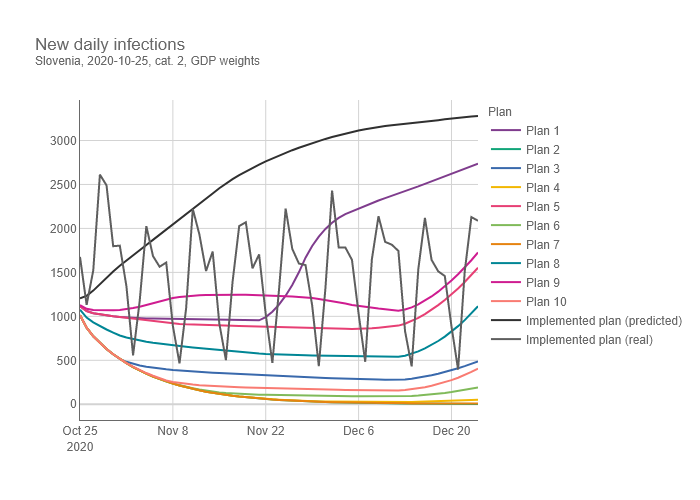 New daily infections
Slovenia, 2020-10-25, cat. 2, GDP weights
Plan
Plan 1
Plan 2
Plan 3
Plan 4
Plan 5
Plan 6
Plan 7
Plan 8
Plan 9
Plan 10
Implemented plan (predicted)
Implemented plan (real)
3000
2500
2000
1500
1000
500
0
Oct 25 Nov 8 Nov 22 Dec 6 Dec 20
2020